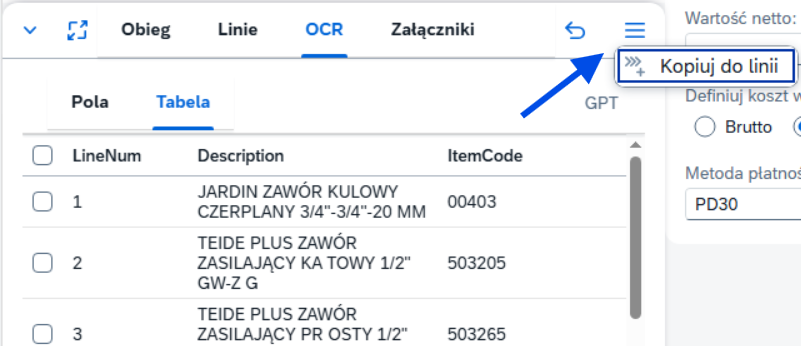 Obieg Linie OCR Załączniki
Wartość netto:
Kopiuj do linii
Pola Tabela GPT
Definiuj koszt w
Brutto
LineNum Description ItemCode
Metoda płatnoś
PD30
1 JARDIN ZAWÓR KULOWY 00403
CZERPLANY 3/4"-3/4"-20 MM
TEIDE PLUS ZAWÓR
2 ZASILAJĄCY KA TOWY 1/2" 503205
GW-Z G
TEIDE PLUS ZAWÓR
3 ZASILAJĄCY PR OSTY 1/2" 503265